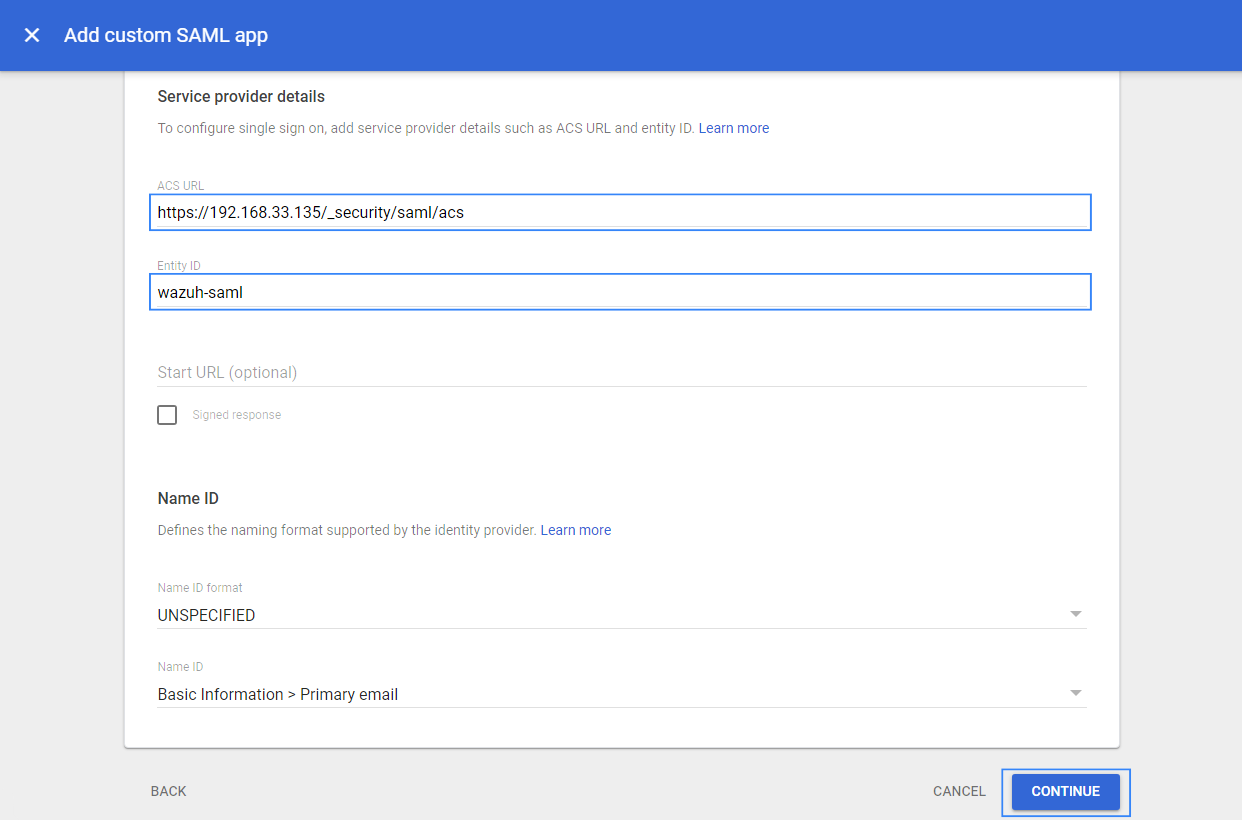 Add custom SAML app
Service provider details
To configure single sign on, add service provider details such as ACS URL and entity ID. Learn more
ACS URL
https://192.168.33.135/_security/saml/acs
Entity ID
wazuh-saml
Start URL (optional)
Signed response
Name ID
Defines the naming format supported by the identity provider. Learn more
Name ID format
UNSPECIFIED
Name ID
Basic Information > Primary email
BACK
CANCEL
CONTINUE